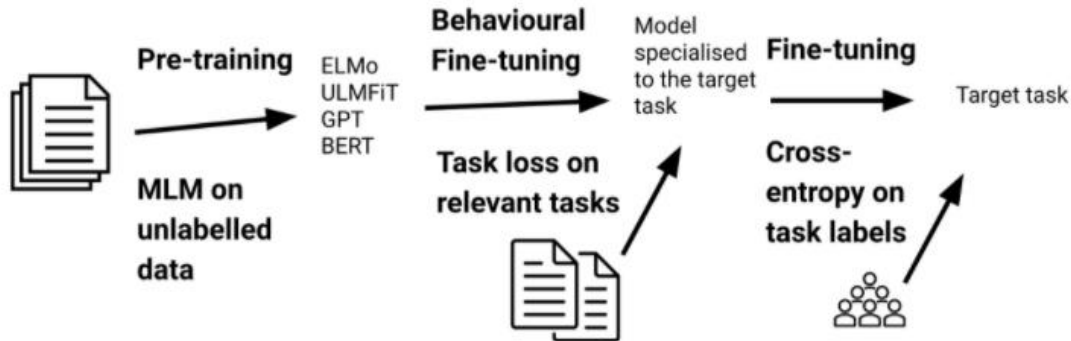 Pre-training
ELMo
ULMFiT
GPT
BERT
MLM on
unlabelled
data
Behavioural
Fine-tuning
Task loss on
relevant tasks
Model
specialised
to the target
task
Fine-tuning
Cross-
entropy on
task labels
Target task